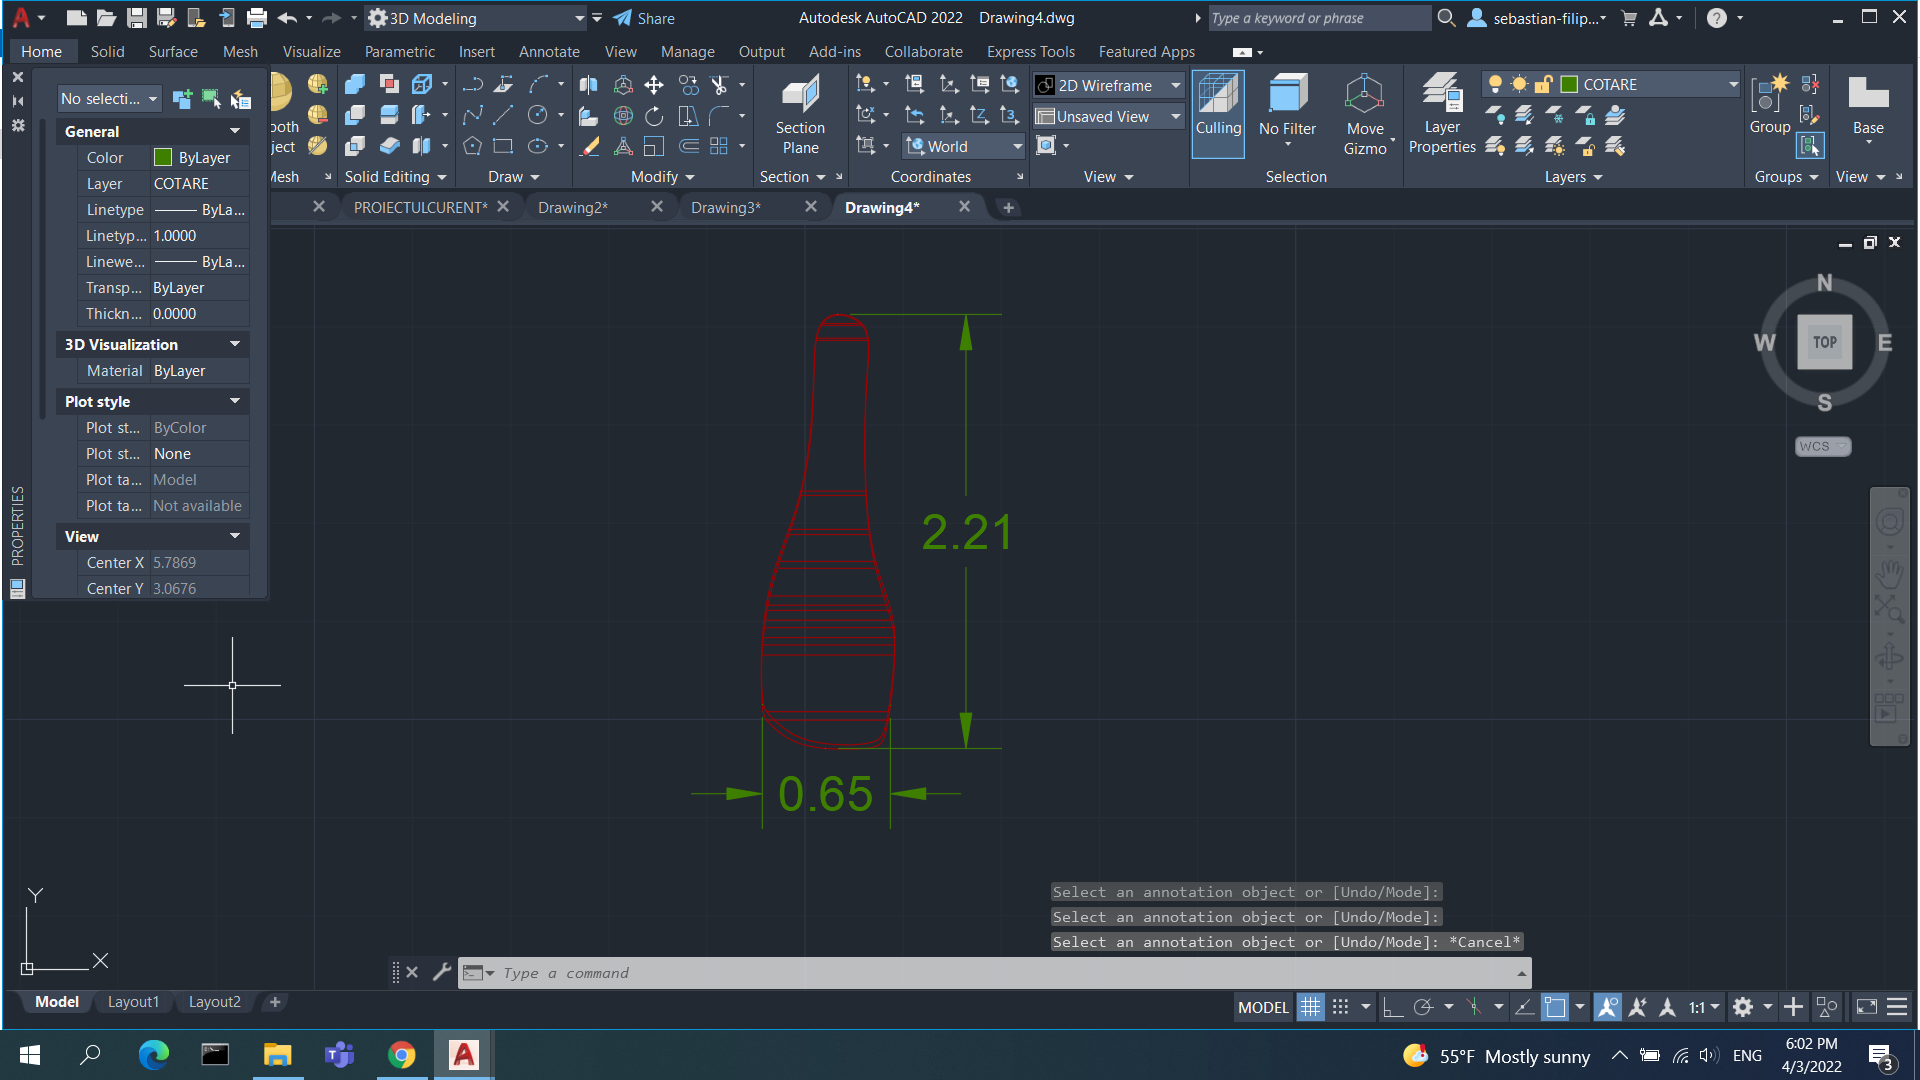 3D Modeling
Share
Autodesk AutoCAD 2022 Drawing4.dwg
Type a keyword or phrase
sebastian-filip...
Home Solid Surface Mesh Visualize Parametric Insert Annotate View Manage Output Add-ins Collaborate Express Tools Featured Apps
No selecti...
General
Color ByLayer
Layer COTARE
Linetype ByLa...
Linetyp... 1.0000
Linewe... ByLa...
Transp... ByLayer
Thickn... 0.0000
3D Visualization
Material ByLayer
Plot style
Plot st... ByColor
Plot st... None
Plot ta... Model
Plot ta... Not available
View
Center X 5.7869
Center Y 3.0676
PROPERTIES
ooth
ject
Mesh
Solid Editing
Draw
Modify
Section
Plane
Section
World
Coordinates
2D Wireframe
Unsaved View
View
Culling
No Filter
Move
Gizmo
Selection
Layer
Properties
COTARE
Layers
Group
Groups
Base
View
PROIECTULCURENT*
Drawing2*
Drawing3*
Drawing4*
N
W TOP E
S
WCS
2.21
0.65
Y
X
Select an annotation object or [Undo/Mode]:
Select an annotation object or [Undo/Mode]:
Select an annotation object or [Undo/Mode]: *Cancel*
Type a command
Model Layout1 Layout2
MODEL
1:1
55°F Mostly sunny
ENG
6:02 PM
4/3/2022
3